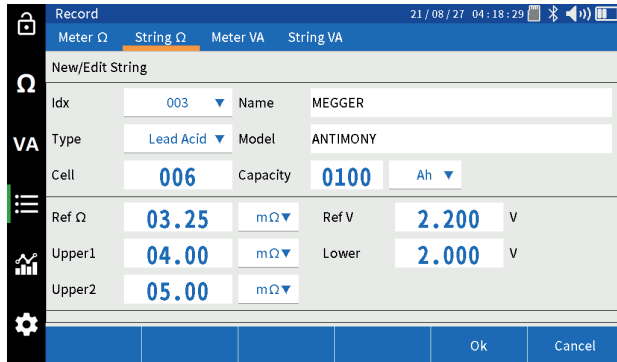 Record 21/08/27 04:18:29
Meter Ω String Ω Meter VA String VA
New/Edit String
Ω
Idx 003 Name MEGGER
VA
Type Lead Acid Model ANTIMONY
Cell 006 Capacity 0100 Ah
Ref Ω 03.25 mΩ Ref V 2.200 V
Upper1 04.00 mΩ Lower 2.000 V
Upper2 05.00 mΩ
Ok Cancel